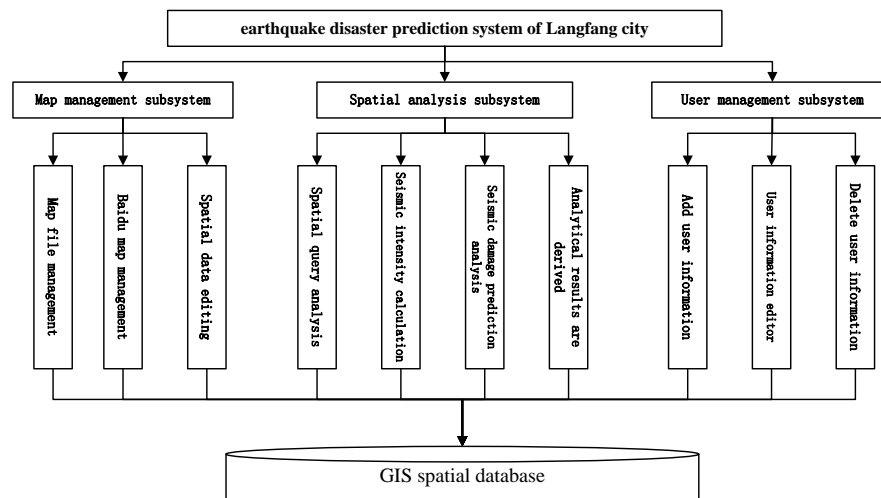 earthquake disaster prediction system of Langfang city
Map management subsystem
Spatial analysis subsystem
User management subsystem
Map file management
Baidu map management
Spatial data editing
Spatial query analysis
Seismic intensity calculation
Seismic damage prediction
analysis
Analytical results are
derived
Add user information
User information editor
Delete user information
GIS spatial database